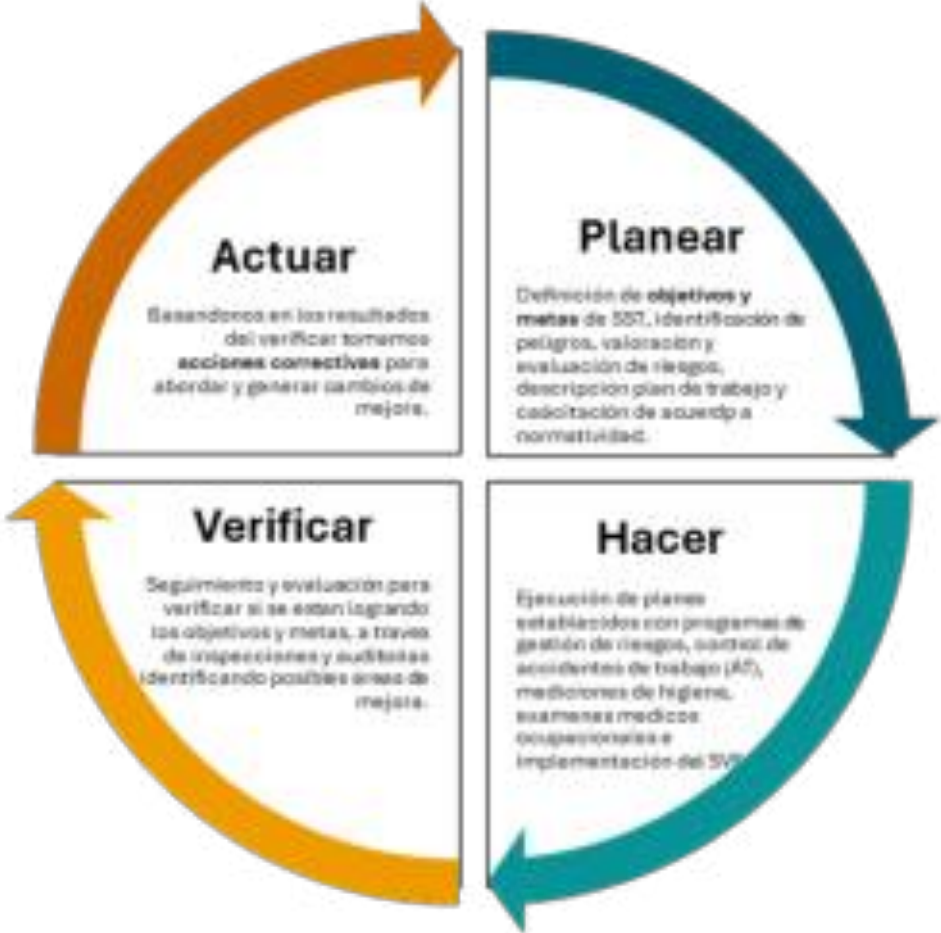 Actuar
Basandonos en los resultados
del verificar tomamos
acciones correctivas para
abordar y generar cambios de
mejora.
Planear
Definición de objetivos y
metas de SST, identificación de
peligros, valoración y
evaluación de riesgos,
descripción plan de trabajo y
de acuerdp a
normatividad.
Verificar
Seguimiento y evaluación para
verificar si se estan logrando
los objetivos y metas, a traves
de inspecciones y auditorias
identificando posibles areas de
mejora.
Hacer
Ejecución de planes
establecidos con programas de
gestión de riesgos, control de
accidentes de trabajo (AT),
mediciones de higiene,
examenes medicos
ocupacionales e
implementación del